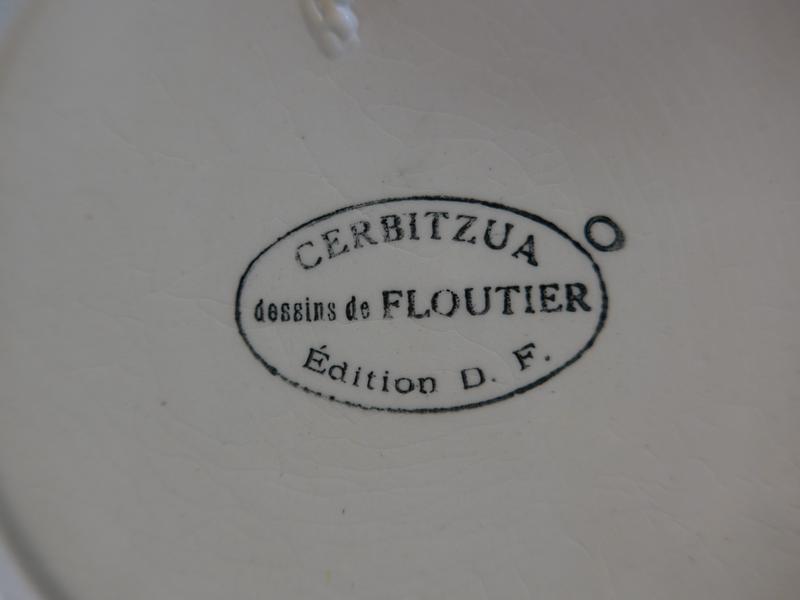 CERBITZUA
dessins de FLOUTIER
Édition D. F.
O